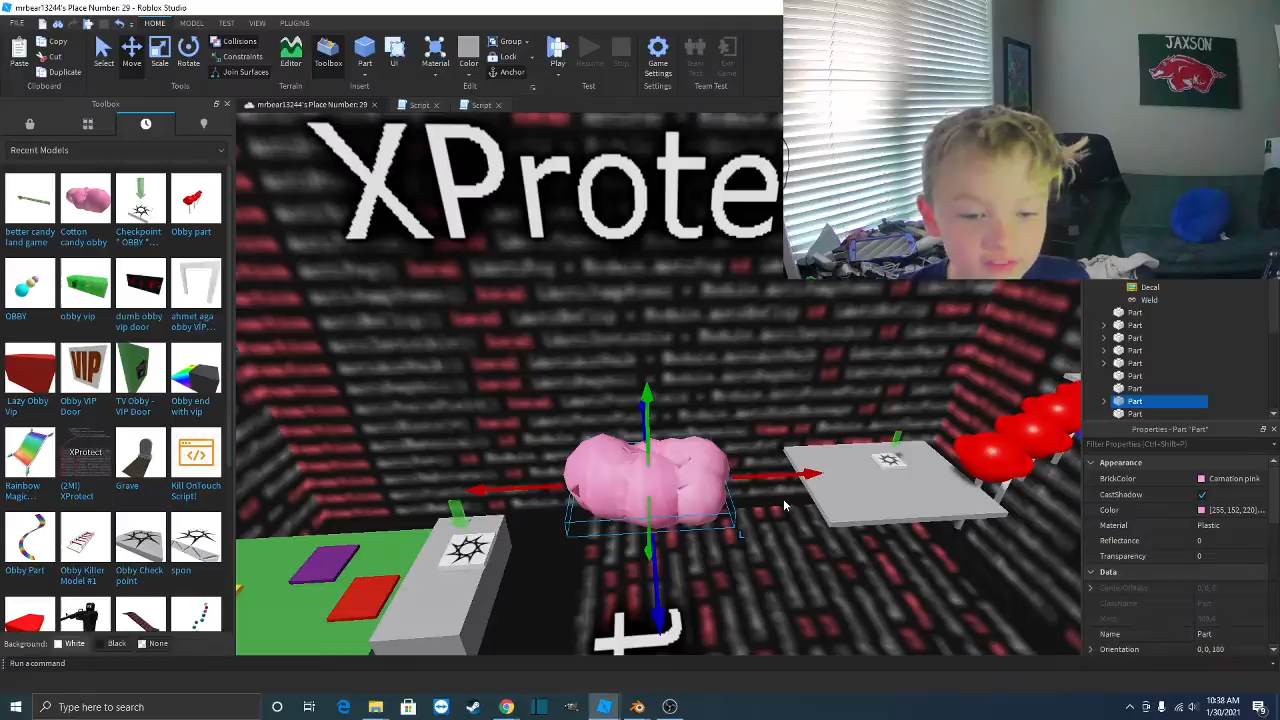 mrbear13244's Place Number: 29 - Roblox Studio
FILE
HOME
MODEL
TEST
VIEW
PLUGINS
Paste
Copy
Cut
Duplicate
Clipboard
Select
Move
Scale
Rotate
Collisions
Constraints
Join Surfaces
Tools
Editor
Terrain
Toolbox
Part
UI
Insert
Material
Color
Group
Lock
Anchor
Edit
Play
Resume
Stop
Test
Game Settings
Settings
Team Test
Exit Game
Team Test
Toolbox
mrbear13244's Place Number: 29
Script
Script
Recent Models
better candy land game
Cotton candy obby
Checkpoint " OBBY "...
Obby part
OBBY
obby vip
dumb obby vip door
ahmet aga obby VIP...
Lazy Obby Vip
Obby VIP Door
TV Obby - VIP Door
Obby end with vip
Rainbow Magic...
(2MI) XProtect
Grave
Kill OnTouch Script!
Obby Part
Obby Killer Model #1
Obby Check point
spon
VIP
XProtect
Background:
White
Black
None
Run a command
XProte
t
L
JAXSON
Decal
Weld
Part
Part
Part
Part
Part
Part
Part
Part
Part
Properties - Part "Part"
Filter Properties (Ctrl+Shift+P)
Appearance
BrickColor
Carnation pink
CastShadow
Color
[255, 152, 220]...
Material
Plastic
Reflectance
0
Transparency
0
Data
CenterOfMass
0, 0, 0
ClassName
Part
Mass
Name
Part
Orientation
0, 0, 180
Type here to search
10:38 AM
1/30/2021